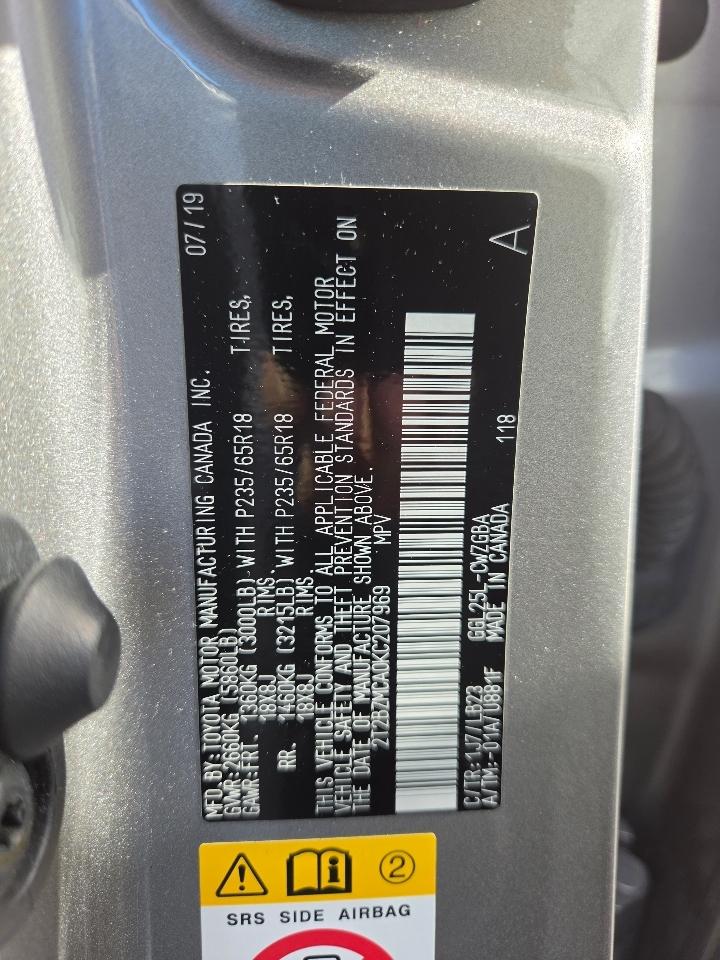 MFD. BY: TOYOTA MOTOR MANUFACTURING CANADA INC. 07/19
GVWR: 2660KG (5860LB)
GAWR: FRT. 1360KG (3000LB) WITH P235/65R18 TIRES,
18X8J RIMS
RR. 1460KG (3215LB) WITH P235/65R18 TIRES,
18X8J RIMS
THIS VEHICLE CONFORMS TO ALL APPLICABLE FEDERAL MOTOR
VEHICLE SAFETY AND THEFT PREVENTION STANDARDS IN EFFECT ON
THE DATE OF MANUFACTURE SHOWN ABOVE.
2T2BZMCA0KC207969 MPV
C/TR: 1J7/LB23 GGL25L-CWZGBA 118
A/TM: -01A/U881F MADE IN CANADA
A
2
SRS SIDE AIRBAG